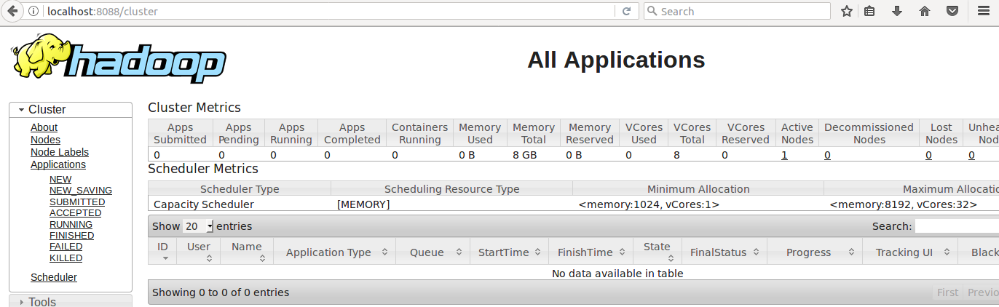 localhost:8088/cluster
Search
hadoop
All Applications
Cluster
About
Nodes
Node Labels
Applications
NEW
NEW_SAVING
SUBMITTED
ACCEPTED
RUNNING
FINISHED
FAILED
KILLED
Scheduler
Tools
Cluster Metrics
Apps Submitted Apps Pending Apps Running Apps Completed Containers Running Memory Used Memory Total Memory Reserved VCores Used VCores Total VCores Reserved Active Nodes Decommissioned Nodes Lost Nodes
0 0 0 0 0 0 B 8 GB 0 B 0 8 0 1 0 0 0
Scheduler Metrics
Scheduler Type Scheduling Resource Type Minimum Allocation Maximum
Capacity Scheduler [MEMORY] <memory:1024, vCores:1> <memory:8192, vCores:32>
Show 20 entries Search:
ID User Name Application Type Queue StartTime FinishTime State FinalStatus Progress Tracking UI
No data available in table
Showing 0 to 0 of 0 entries First